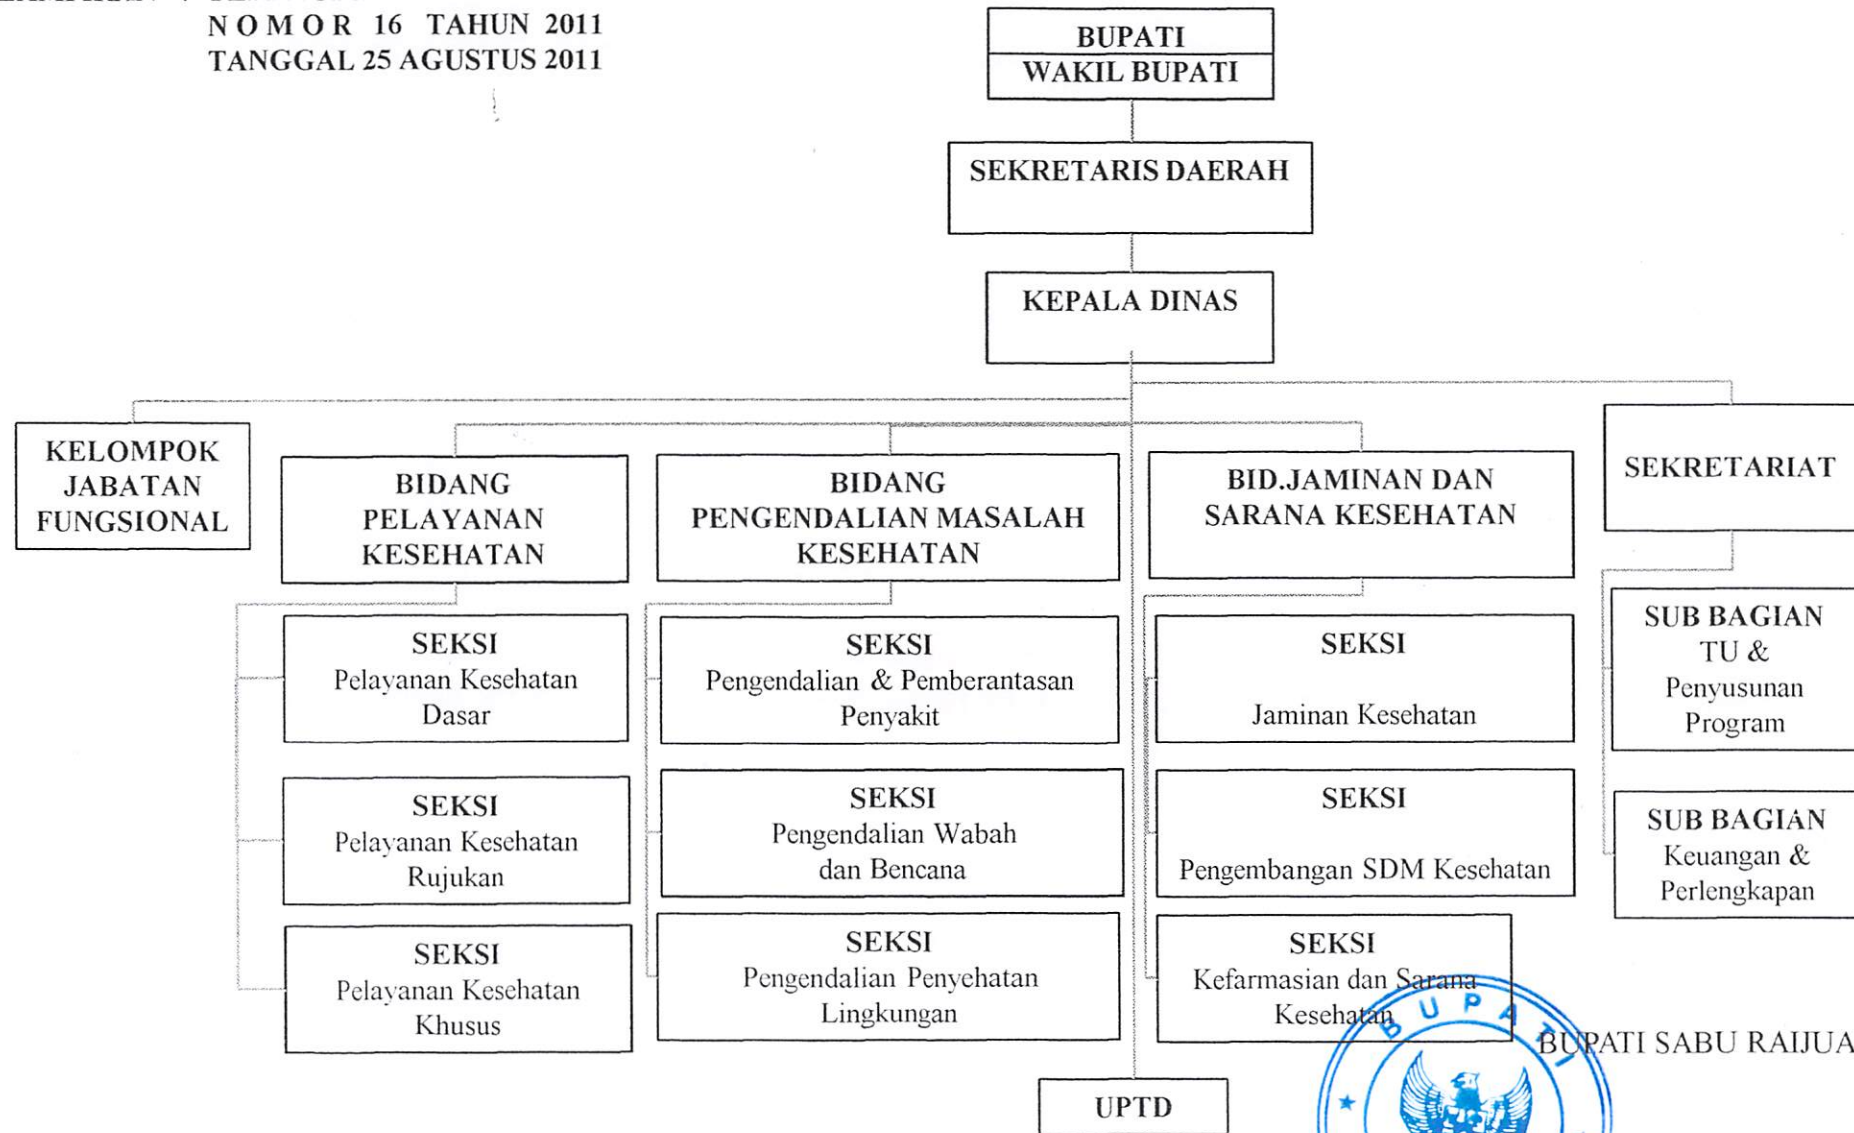 NOMOR 16 TAHUN 2011
TANGGAL 25 AGUSTUS 2011
BUPATI
WAKIL BUPATI
SEKRETARIS DAERAH
KEPALA DINAS
KELOMPOK
JABATAN
FUNGSIONAL
BIDANG
PELAYANAN
KESEHATAN
BIDANG
PENGENDALIAN MASALAH
KESEHATAN
BID.JAMINAN DAN
SARANA KESEHATAN
SEKRETARIAT
SEKSI
Pelayanan Kesehatan
Dasar
SEKSI
Pelayanan Kesehatan
Rujukan
SEKSI
Pelayanan Kesehatan
Khusus
SEKSI
Pengendalian & Pemberantasan
Penyakit
SEKSI
Pengendalian Wabah
dan Bencana
SEKSI
Pengendalian Penyehatan
Lingkungan
SEKSI
Jaminan Kesehatan
SEKSI
Pengembangan SDM Kesehatan
SEKSI
Kefarmasian dan Sarana
Kesehatan
SUB BAGIAN
TU &
Penyusunan
Program
SUB BAGIAN
Keuangan &
Perlengkapan
UPTD
BUPATI
BUPATI SABU RAIJUA